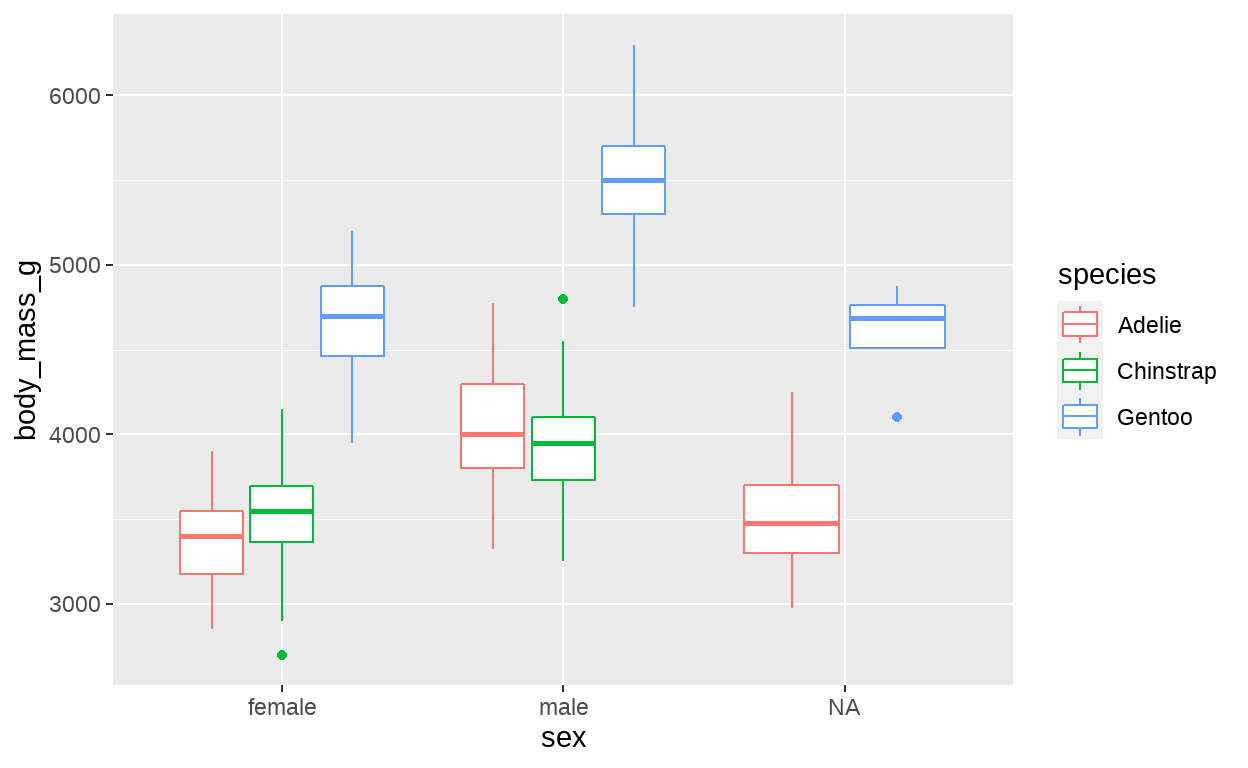 body_mass_g
6000
5000
4000
3000
female
male
NA
sex
species
Adelie
Chinstrap
Gentoo